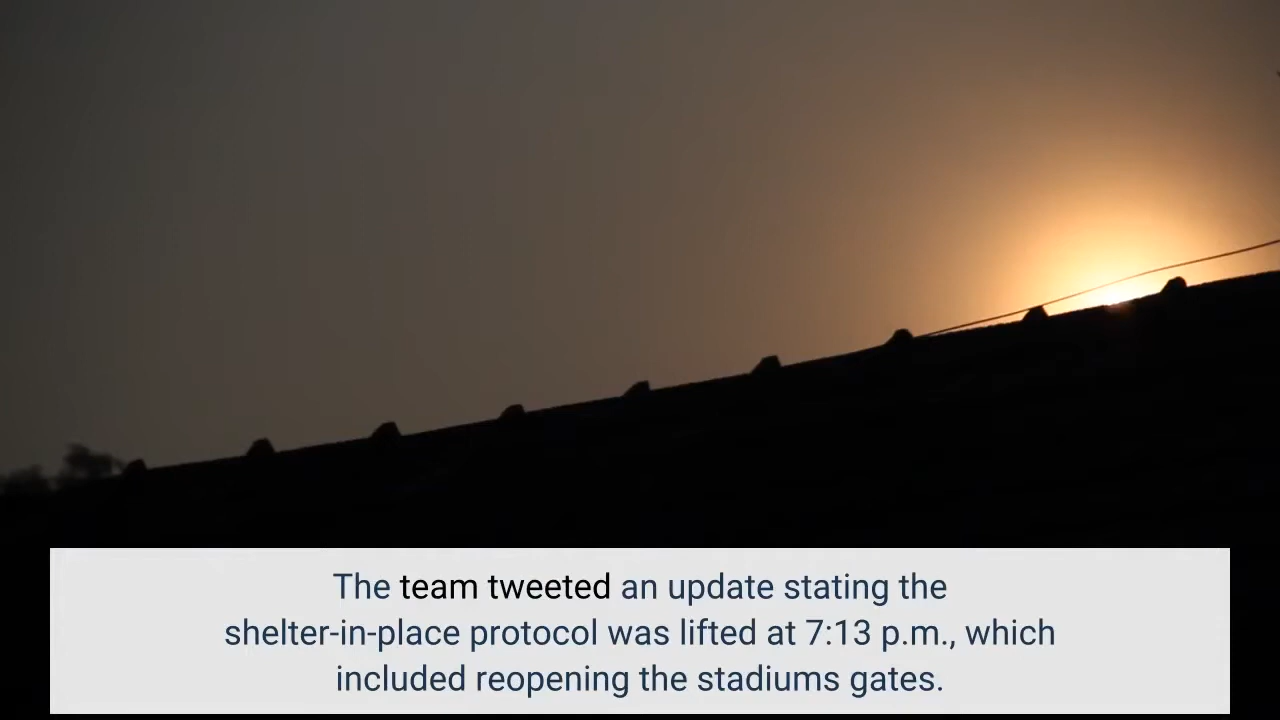 The team tweeted an update stating the
shelter-in-place protocol was lifted at 7:13 p.m., which
included reopening the stadiums gates.